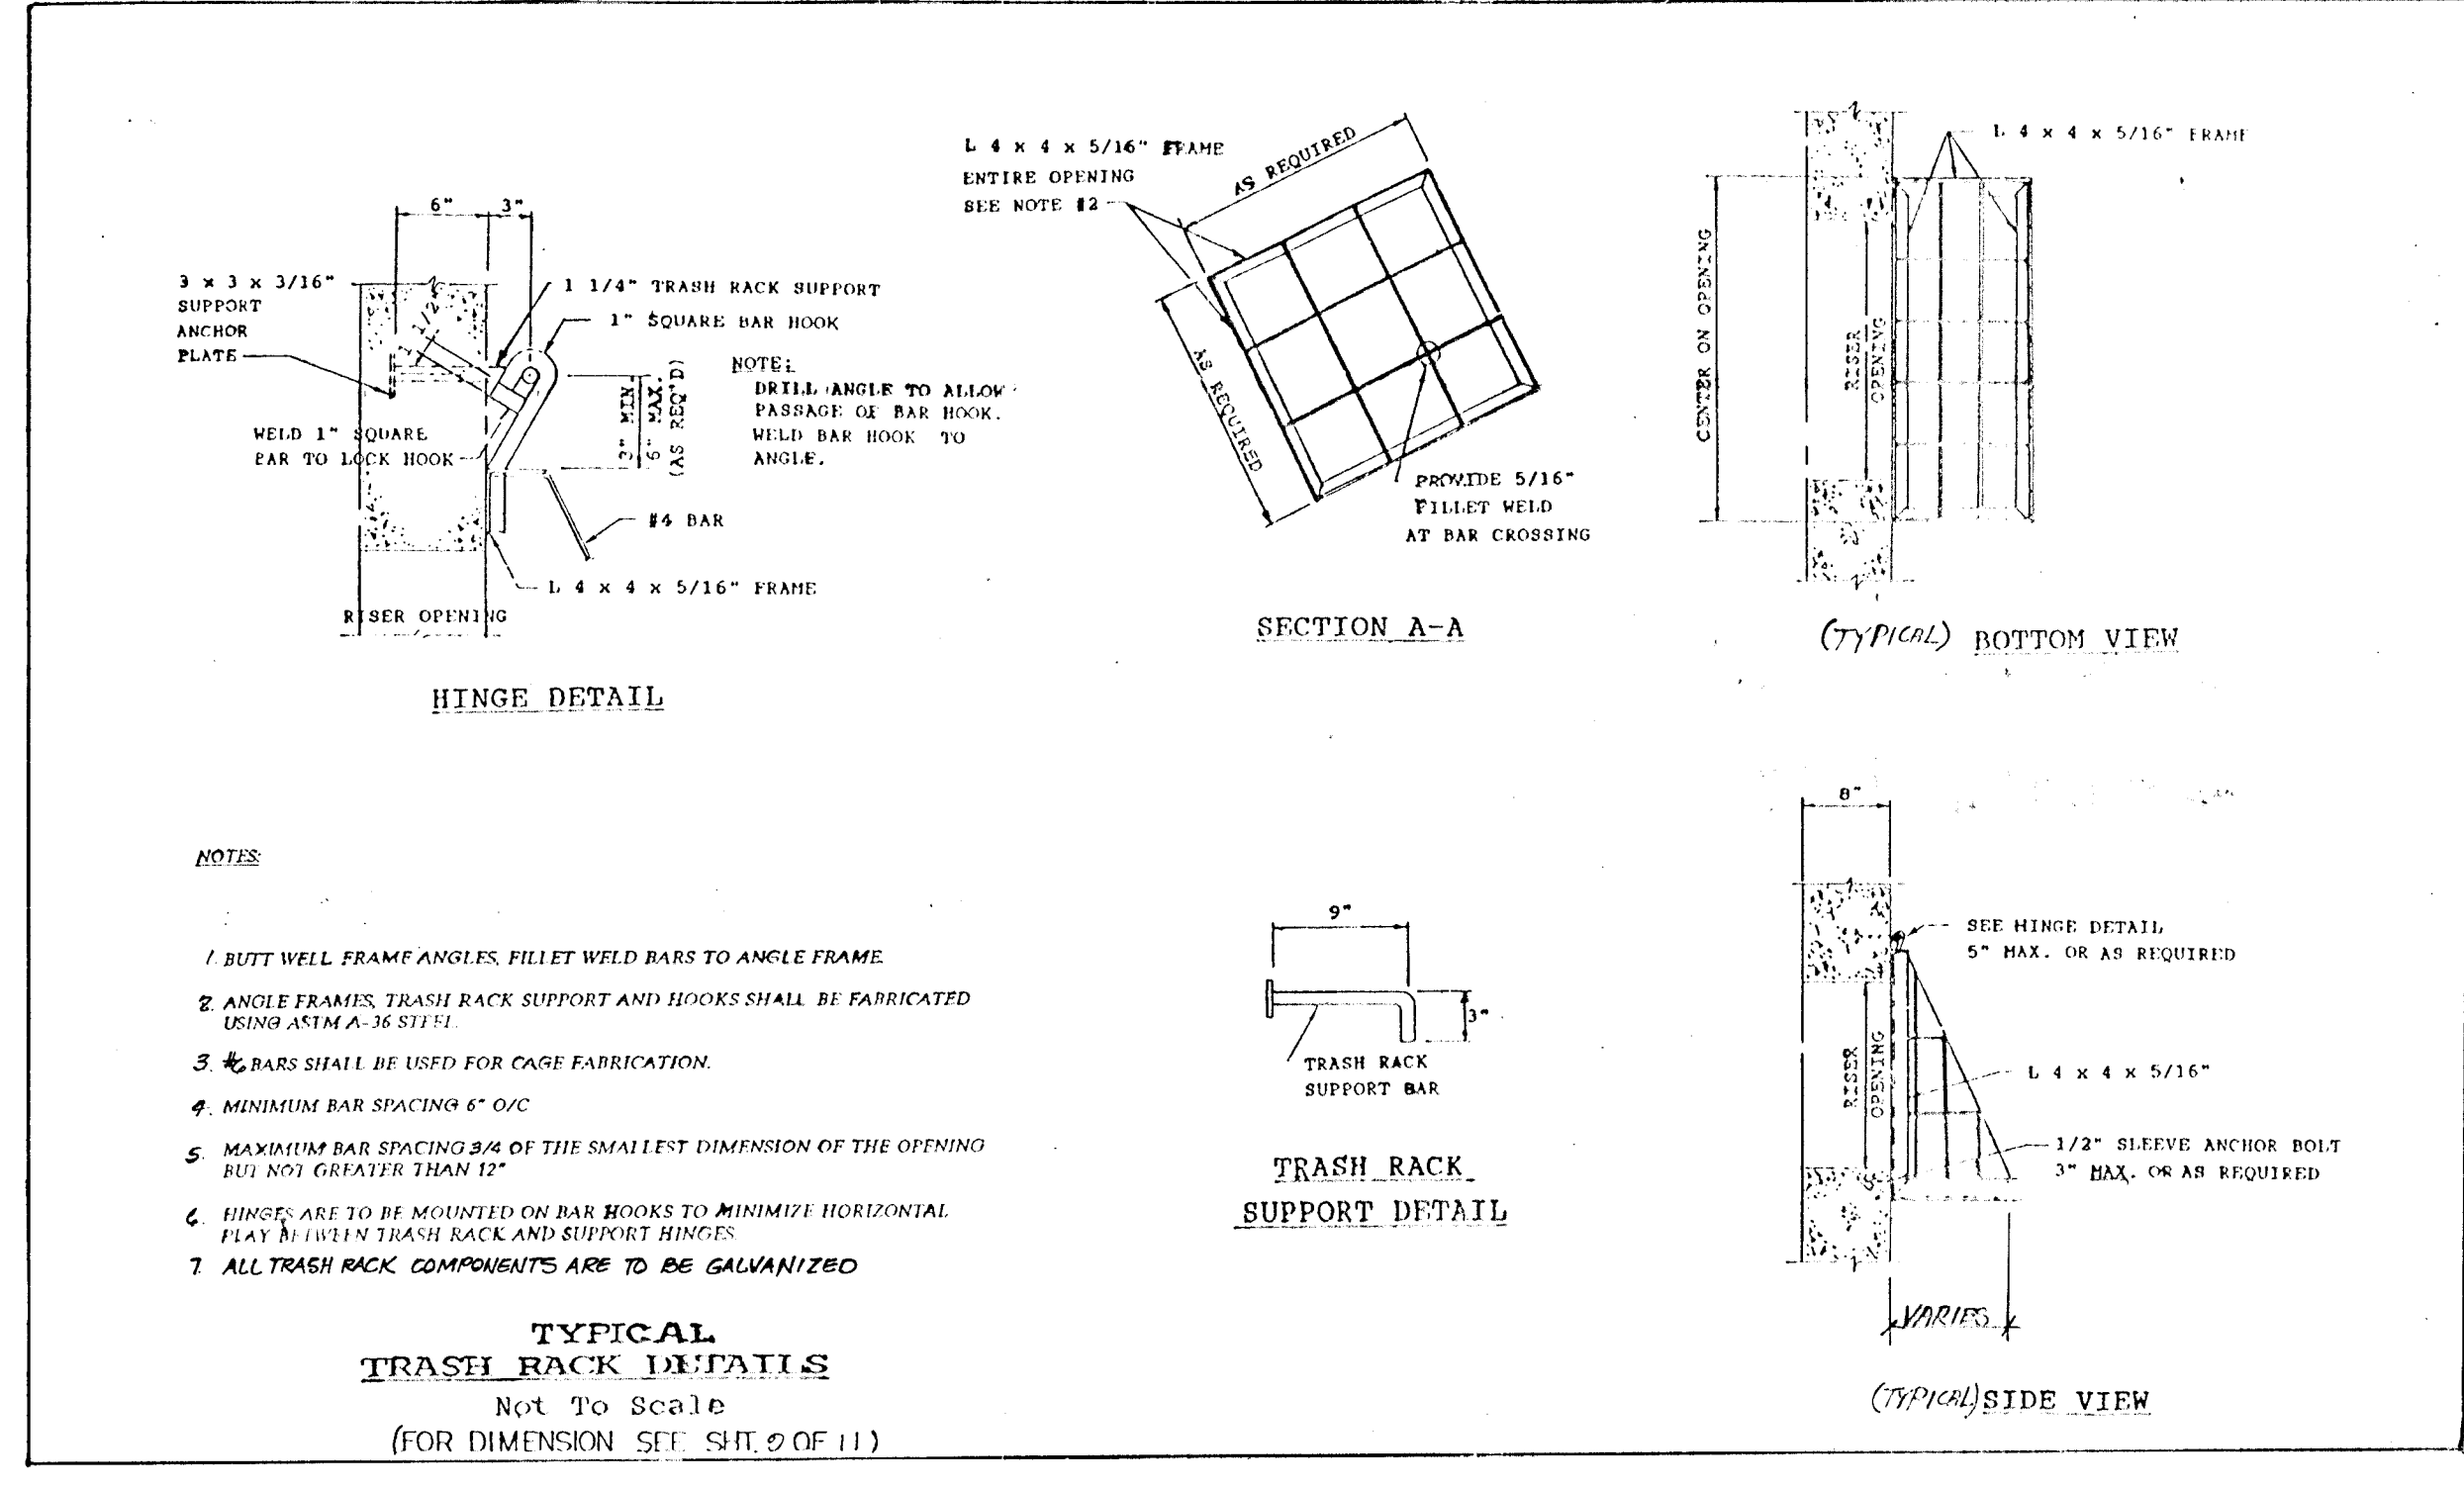 6"
3"
3 x 3 x 3/16"
SUPPORT
ANCHOR
PLATE
1 1/4" TRASH RACK SUPPORT
1" SQUARE BAR HOOK
1/2"
3" MIN.
6" MAX.
(AS REQ'D)
NOTE:
DRILL ANGLE TO ALLOW
PASSAGE OF BAR HOOK.
WELD BAR HOOK TO
ANGLE.
WELD 1" SQUARE
BAR TO LOCK HOOK
#4 BAR
L 4 x 4 x 5/16" FRAME
RISER OPENING
HINGE DETAIL
L 4 x 4 x 5/16" FRAME
ENTIRE OPENING
SEE NOTE #2
AS REQUIRED
AS REQUIRED
PROVIDE 5/16"
FILLET WELD
AT BAR CROSSING
SECTION A-A
L 4 x 4 x 5/16" FRAME
CENTER ON OPENING
RISER
OPENING
(TYPICAL) BOTTOM VIEW
NOTES:
1. BUTT WELL FRAME ANGLES, FILLET WELD BARS TO ANGLE FRAME
2. ANGLE FRAMES, TRASH RACK SUPPORT AND HOOKS SHALL BE FABRICATED
USING ASTM A-36 STEEL.
3. #6 BARS SHALL BE USED FOR CAGE FABRICATION.
4. MINIMUM BAR SPACING 6" O/C
5. MAXIMUM BAR SPACING 3/4 OF THE SMALLEST DIMENSION OF THE OPENING
BUT NOT GREATER THAN 12"
6. HINGES ARE TO BE MOUNTED ON BAR HOOKS TO MINIMIZE HORIZONTAL
PLAY BETWEEN TRASH RACK AND SUPPORT HINGES.
7. ALL TRASH RACK COMPONENTS ARE TO BE GALVANIZED
TYPICAL
TRASH RACK DETAILS
Not To Scale
(FOR DIMENSION SEE SHT. 9 OF 11)
9"
3"
TRASH RACK
SUPPORT BAR
TRASH RACK
SUPPORT DETAIL
8"
SEE HINGE DETAIL
5" MAX. OR AS REQUIRED
RISER
OPENING
L 4 x 4 x 5/16"
1/2" SLEEVE ANCHOR BOLT
3" MAX. OR AS REQUIRED
VARIES
(TYPICAL) SIDE VIEW